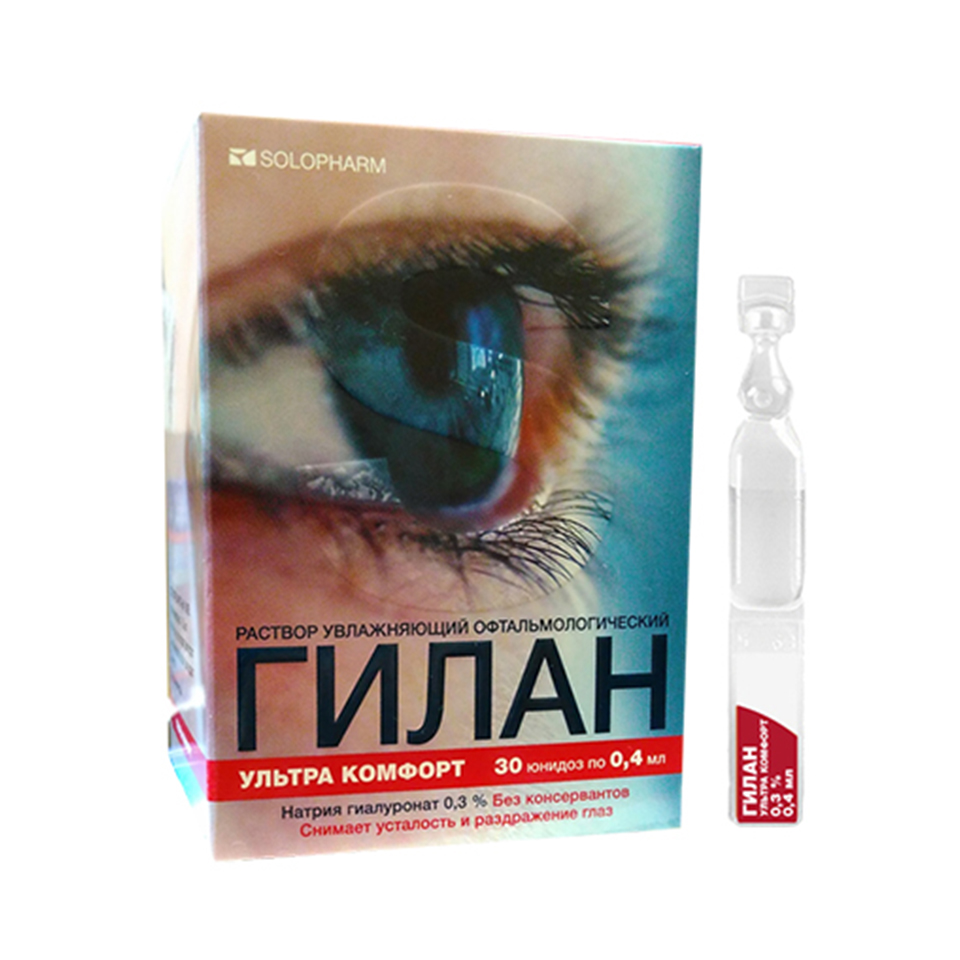 SOLOPHARM
РАСТВОР УВЛАЖНЯЮЩИЙ ОФТАЛЬМОЛОГИЧЕСКИЙ
ГИЛАН
УЛЬТРА КОМФОРТ 30 юнидоз по 0,4 мл
Натрия гиалуронат 0,3 % Без консервантов
Снимает усталость и раздражение глаз
ГИЛАН
УЛЬТРА КОМФОРТ
0,3 %
0,4 мл